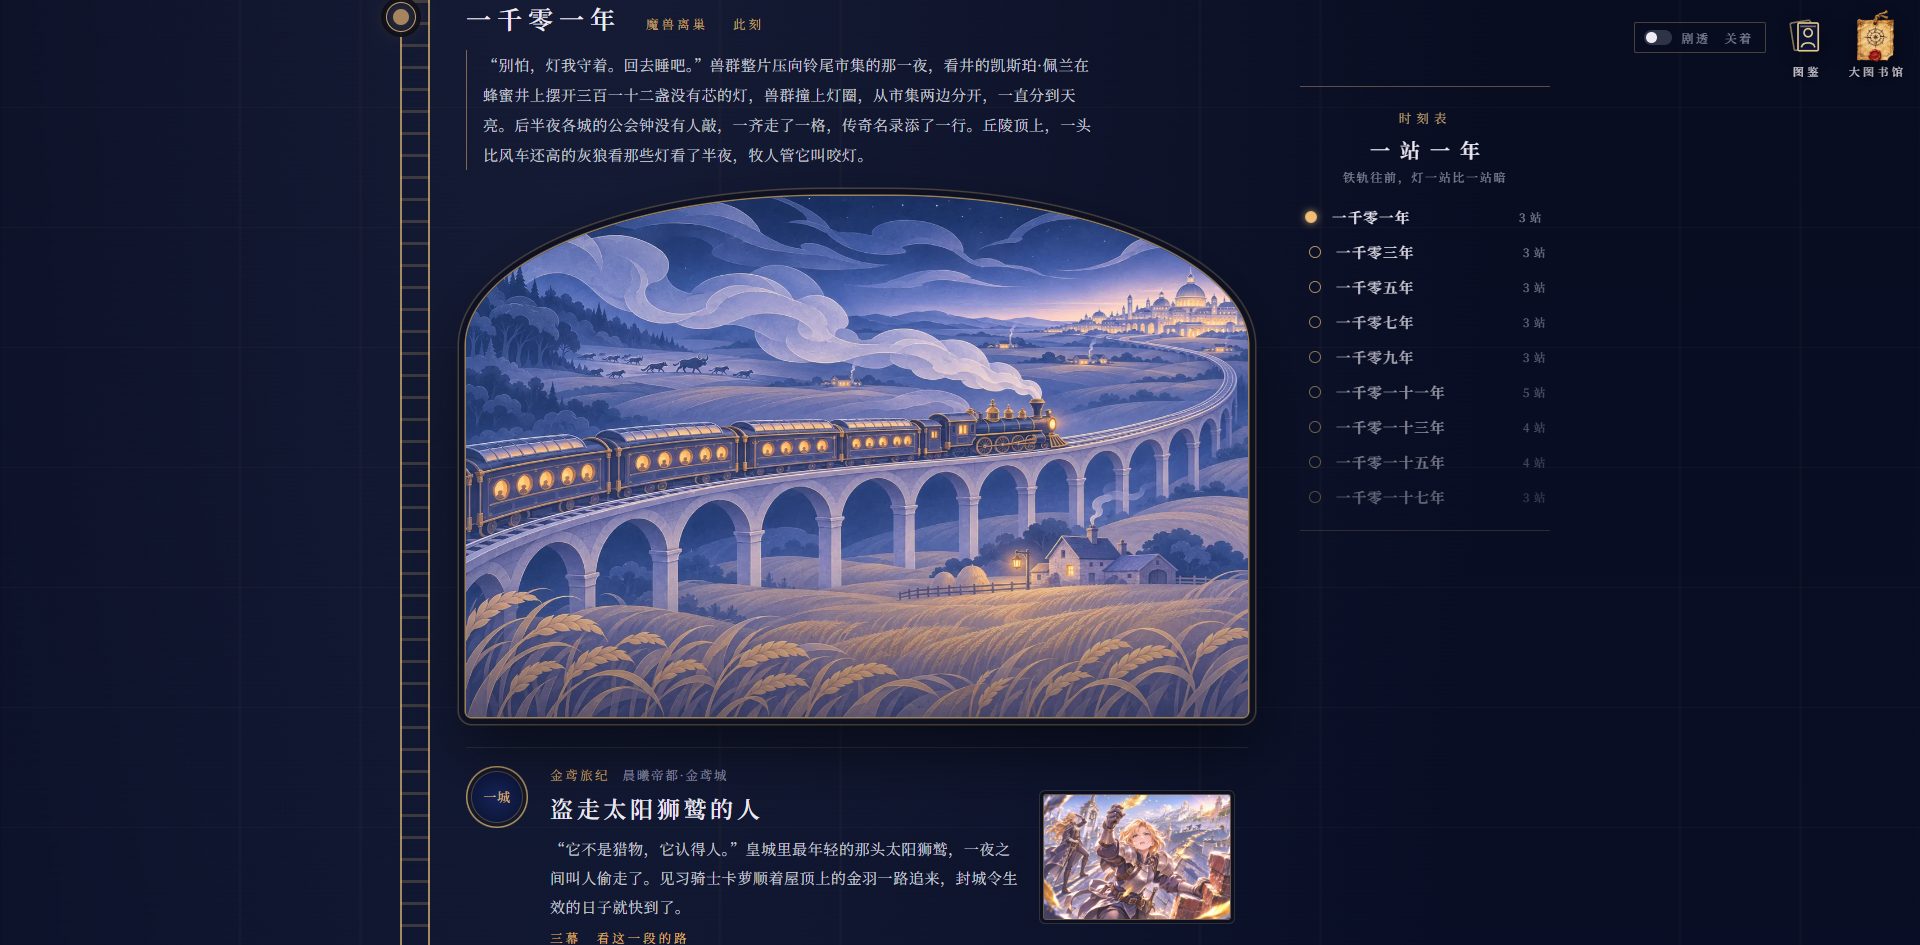 一千零一年 魔兽离巢 此刻
“别怕，灯我守着。回去睡吧。”兽群整片压向铃尾市集的那一夜，看井的凯斯珀·佩兰在
蜂蜜井上摆开三百一十二盏没有芯的灯，兽群撞上灯圈，从市集两边分开，一直分到天
亮。后半夜各城的公会钟没有人敲，一齐走了一格，传奇名录添了一行。丘陵顶上，一头
比风车还高的灰狼看那些灯看了半夜，牧人管它叫咬灯。
剧透 关着
图鉴
大图书馆
时刻表
一站一年
铁轨往前，灯一站比一站暗
一千零一年 3 站
一千零三年 3 站
一千零五年 3 站
一千零七年 3 站
一千零九年 3 站
一千零一十一年 5 站
一千零一十三年 4 站
一千零一十五年 4 站
一千零一十七年 3 站
一城
金鸢旅纪 晨曦帝都·金鸢城
盗走太阳狮鹫的人
“它不是猎物，它认得人。”皇城里最年轻的那头太阳狮鹫，一夜之
间叫人偷走了。见习骑士卡萝顺着屋顶上的金羽一路追来，封城令生
效的日子就快到了。
三幕 看这一段的路